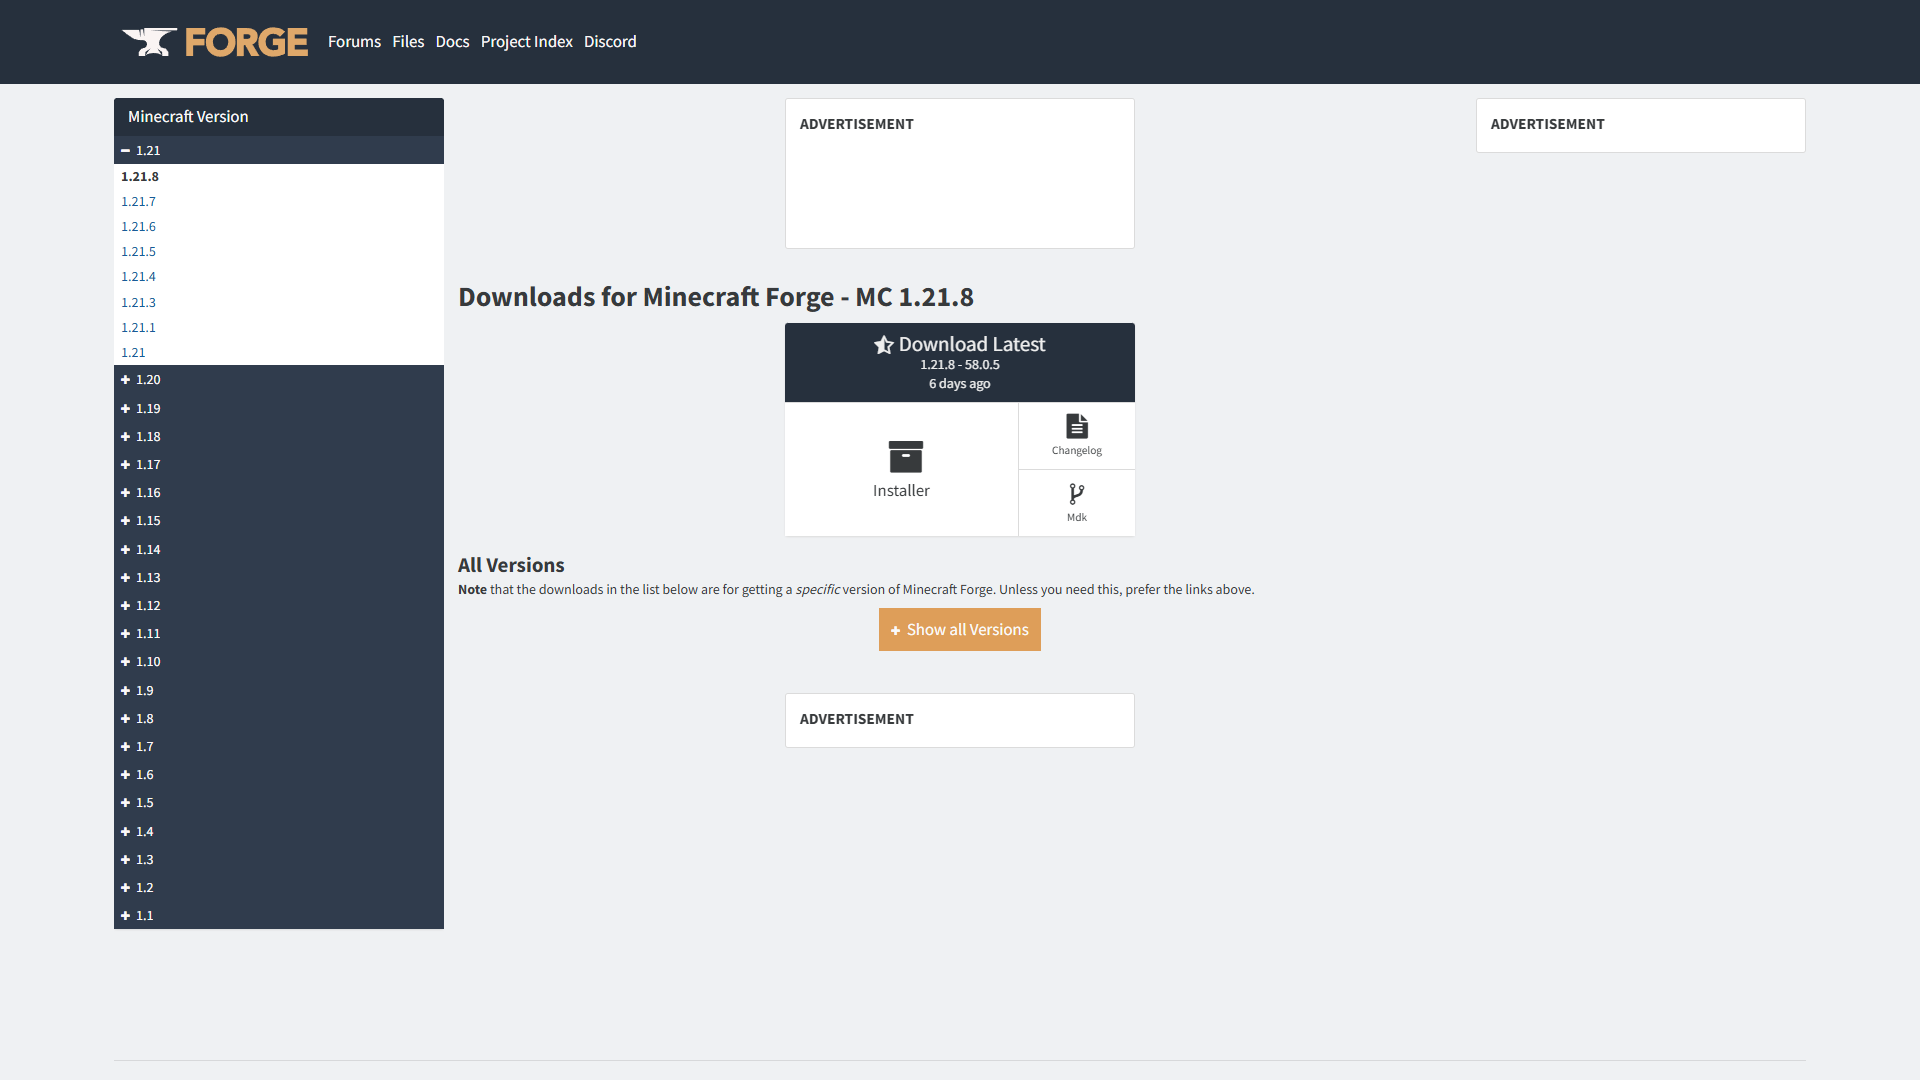 FORGE
Forums Files Docs Project Index Discord
Minecraft Version
1.21
1.21.8
1.21.7
1.21.6
1.21.5
1.21.4
1.21.3
1.21.1
1.21
1.20
1.19
1.18
1.17
1.16
1.15
1.14
1.13
1.12
1.11
1.10
1.9
1.8
1.7
1.6
1.5
1.4
1.3
1.2
1.1
ADVERTISEMENT
Downloads for Minecraft Forge - MC 1.21.8
Download Latest
1.21.8 - 58.0.5
6 days ago
Installer
Changelog
Mdk
All Versions
Note that the downloads in the list below are for getting a specific version of Minecraft Forge. Unless you need this, prefer the links above.
Show all Versions
ADVERTISEMENT
ADVERTISEMENT